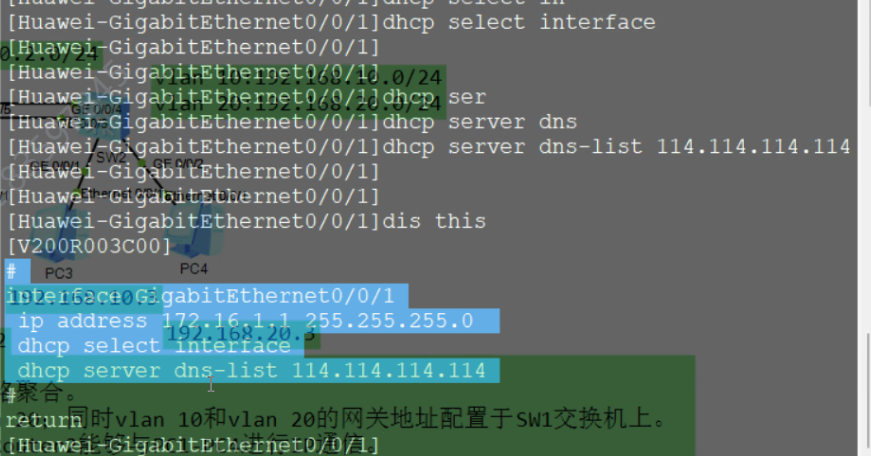 [Huawei-GigabitEthernet0/0/1]dhcp select in
[Huawei-GigabitEthernet0/0/1]dhcp select interface
[Huawei-GigabitEthernet0/0/1]
0.2.0/24
[Huawei-GigabitEthernet0/0/1]
vlan 10:192.168.10.0/24
[Huawei-GigabitEthernet0/0/1]dhcp ser
vlan 20:192.168.20.0/24
GE 0/0/4
[Huawei-GigabitEthernet0/0/1]dhcp server dns
[Huawei-GigabitEthernet0/0/1]dhcp server dns-list 114.114.114.114
SW2
GE 0/0/1
GE 0/0/2
[Huawei-GigabitEthernet0/0/1]
[Huawei-GigabitEthernet0/0/1]
[Huawei-GigabitEthernet0/0/1]dis this
[V200R003C00]
#
PC3
PC4
interface GigabitEthernet0/0/1
192.168.10.3
ip address 172.16.1.1 255.255.255.0
192.168.20.3
dhcp select interface
dhcp server dns-list 114.114.114.114
聚合。
#
return
同时vlan 10和vlan 20的网关地址配置于SW1交换机上。
[Huawei-GigabitEthernet0/0/1]